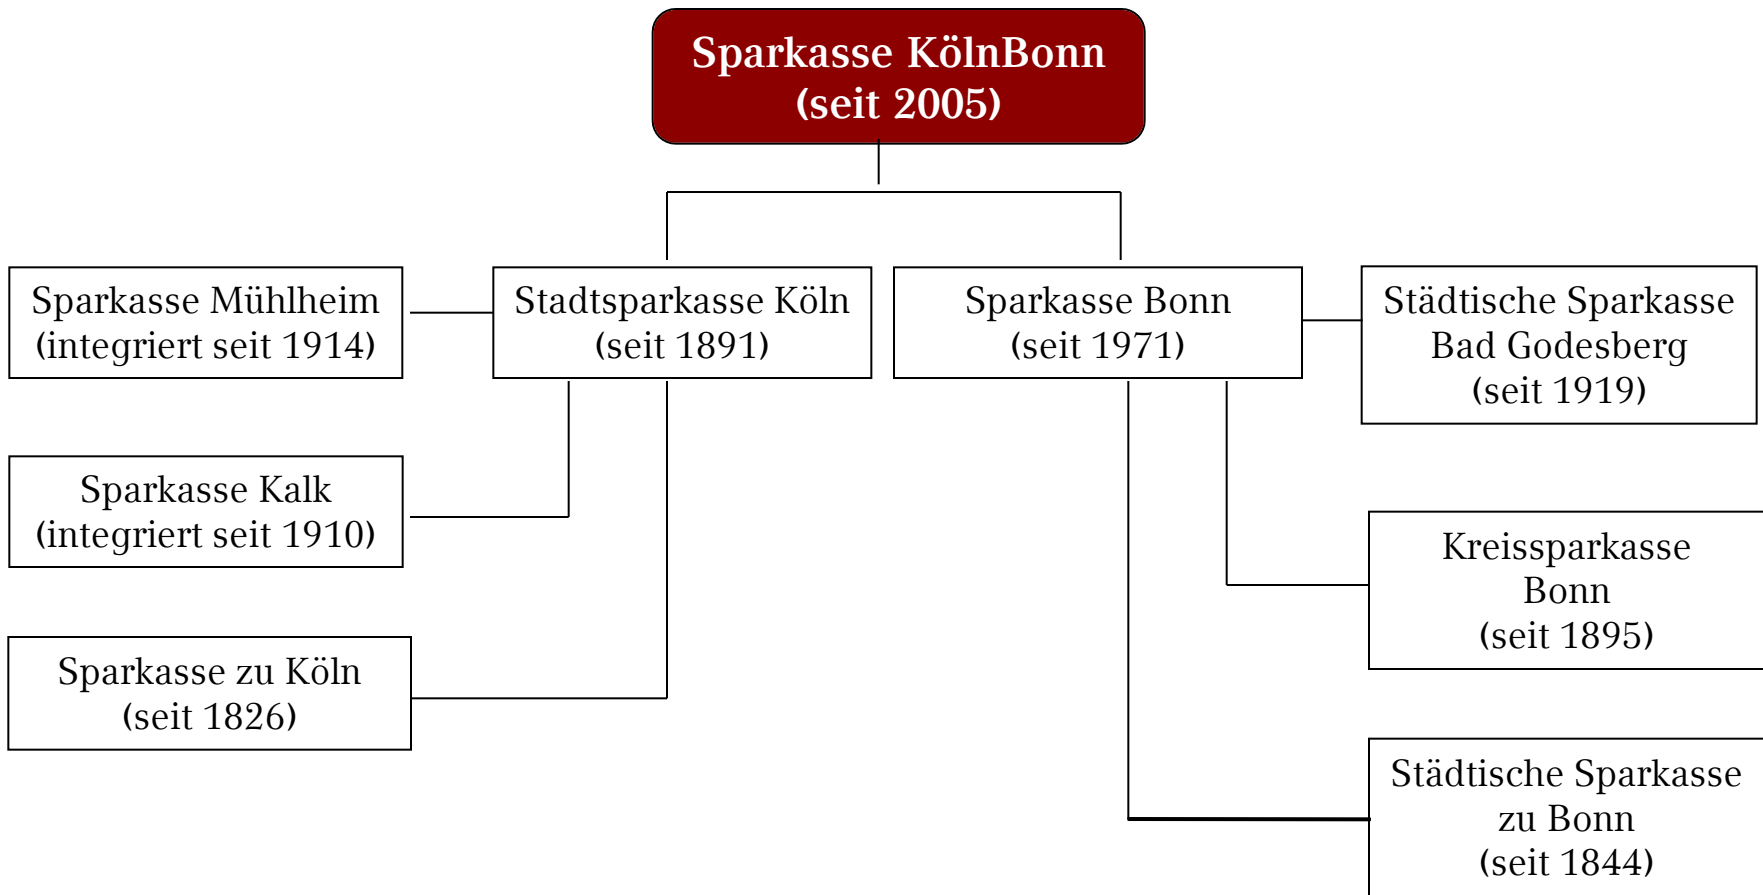 Sparkasse KölnBonn
(seit 2005)
Sparkasse Mühlheim
(integriert seit 1914)
Stadtsparkasse Köln
(seit 1891)
Sparkasse Bonn
(seit 1971)
Städtische Sparkasse
Bad Godesberg
(seit 1919)
Sparkasse Kalk
(integriert seit 1910)
Kreissparkasse
Bonn
(seit 1895)
Sparkasse zu Köln
(seit 1826)
Städtische Sparkasse
zu Bonn
(seit 1844)